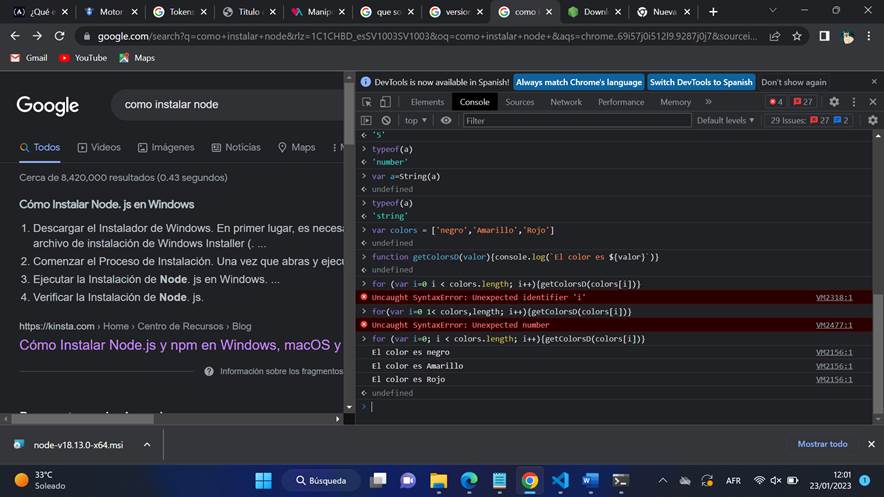 ¿Qué e
Motor
Tokens
Titulo
Manipu
que so
version
como i
Downl
Nueva
google.com/search?q=como+instalar+node&rlz=1C1CHBD_esSV1003SV1003&oq=como+instalar+node+&aqs=chrome..69i57j0i512l9.9287j0j7&sourcei...
Gmail
YouTube
Maps
Google
como instalar node
Todos
Vídeos
Imágenes
Noticias
Maps
Cerca de 8,420,000 resultados (0.43 segundos)
Cómo Instalar Node. js en Windows
1. Descargar el Instalador de Windows. En primer lugar, es necesa
archivo de instalación de Windows Installer (. ...
2. Comenzar el Proceso de Instalación. Una vez que abras y ejecu
3. Ejecutar la Instalación de Node. js en Windows. ...
4. Verificar la Instalación de Node. js.
https://kinsta.com › Home › Centro de Recursos › Blog
Cómo Instalar Node.js y npm en Windows, macOS y
Información sobre los fragmentos
DevTools is now available in Spanish!
Always match Chrome's language
Switch DevTools to Spanish
Don't show again
Elements
Console
Sources
Network
Performance
Memory
4
27
top
Filter
Default levels
29 Issues:
27
2
'5'
typeof(a)
'number'
var a=String(a)
undefined
typeof(a)
'string'
var colors = ['negro','Amarillo','Rojo']
undefined
function getColorsD(valor){console.log(`El color es ${valor}`)}
undefined
for (var i=0 i < colors.length; i++){getColorsD(colors[i])}
Uncaught SyntaxError: Unexpected identifier 'i'
VM2318:1
for(var i=0 1< colors,length; i++){getColorsD(colors[i])}
Uncaught SyntaxError: Unexpected number
VM2477:1
for (var i=0; i < colors.length; i++){getColorsD(colors[i])}
El color es negro
VM2156:1
El color es Amarillo
VM2156:1
El color es Rojo
VM2156:1
undefined
node-v18.13.0-x64.msi
Mostrar todo
33°C
Soleado
Búsqueda
AFR
12:01
23/01/2023
1